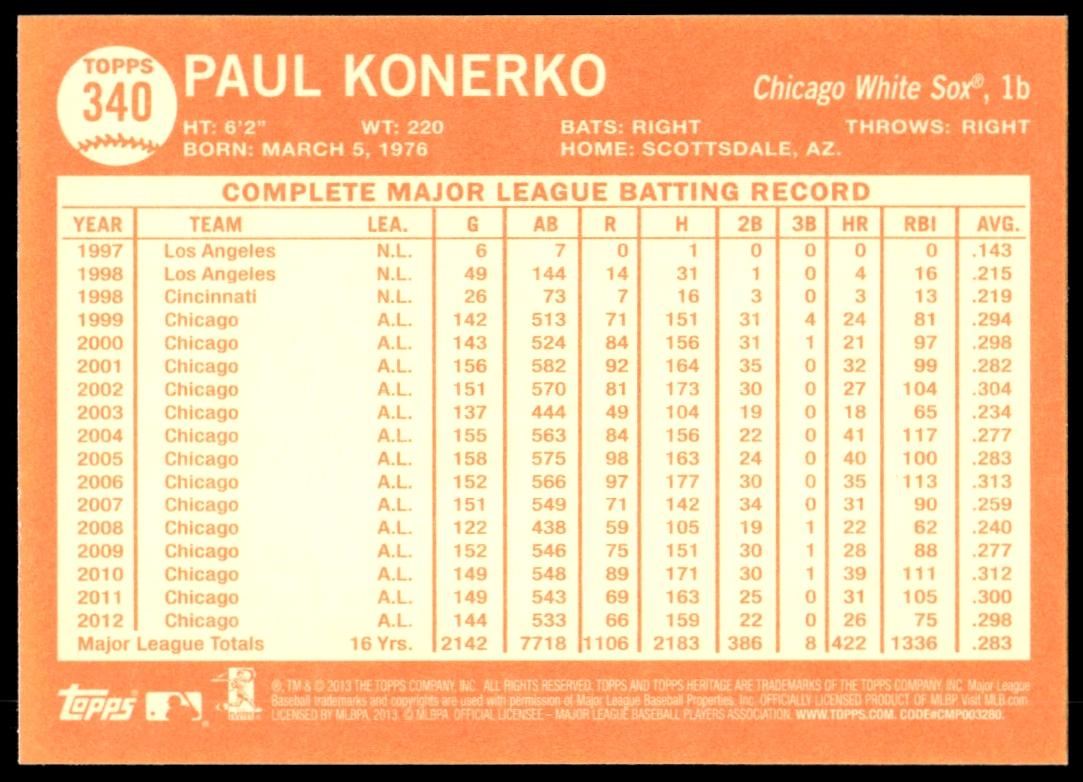 TOPPS
340
PAUL KONERKO
Chicago White Sox®, 1b
HT: 6'2" WT: 220 BATS: RIGHT THROWS: RIGHT
BORN: MARCH 5, 1976 HOME: SCOTTSDALE, AZ.
COMPLETE MAJOR LEAGUE BATTING RECORD
YEAR TEAM LEA. G AB R H 2B 3B HR RBI AVG.
1997 Los Angeles N.L. 6 7 0 1 0 0 0 0 .143
1998 Los Angeles N.L. 49 144 14 31 1 0 4 16 .215
1998 Cincinnati N.L. 26 73 7 16 3 0 3 13 .219
1999 Chicago A.L. 142 513 71 151 31 4 24 81 .294
2000 Chicago A.L. 143 524 84 156 31 1 21 97 .298
2001 Chicago A.L. 156 582 92 164 35 0 32 99 .282
2002 Chicago A.L. 151 570 81 173 30 0 27 104 .304
2003 Chicago A.L. 137 444 49 104 19 0 18 65 .234
2004 Chicago A.L. 155 563 84 156 22 0 41 117 .277
2005 Chicago A.L. 158 575 98 163 24 0 40 100 .283
2006 Chicago A.L. 152 566 97 177 30 0 35 113 .313
2007 Chicago A.L. 151 549 71 142 34 0 31 90 .259
2008 Chicago A.L. 122 438 59 105 19 1 22 62 .240
2009 Chicago A.L. 152 546 75 151 30 1 28 88 .277
2010 Chicago A.L. 149 548 89 171 30 1 39 111 .312
2011 Chicago A.L. 149 543 69 163 25 0 31 105 .300
2012 Chicago A.L. 144 533 66 159 22 0 26 75 .298
Major League Totals 16 Yrs. 2142 7718 1106 2183 386 8 422 1336 .283
Topps®
®, TM & © 2013 THE TOPPS COMPANY, INC. ALL RIGHTS RESERVED. TOPPS AND TOPPS HERITAGE ARE TRADEMARKS OF THE TOPPS COMPANY, INC. Major League
Baseball trademarks and copyrights are used with permission of Major League Baseball Properties, Inc. OFFICIALLY LICENSED PRODUCT OF MLBP Visit MLB.com
LICENSED BY MLBPA, 2013. © MLBPA. OFFICIAL LICENSEE – MAJOR LEAGUE BASEBALL PLAYERS ASSOCIATION. WWW.TOPPS.COM. CODE#CMP003280.